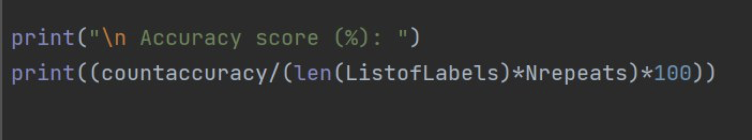 print("\n Accuracy score (%): ")
print((countaccuracy/(len(ListofLabels)*Nrepeats)*100))